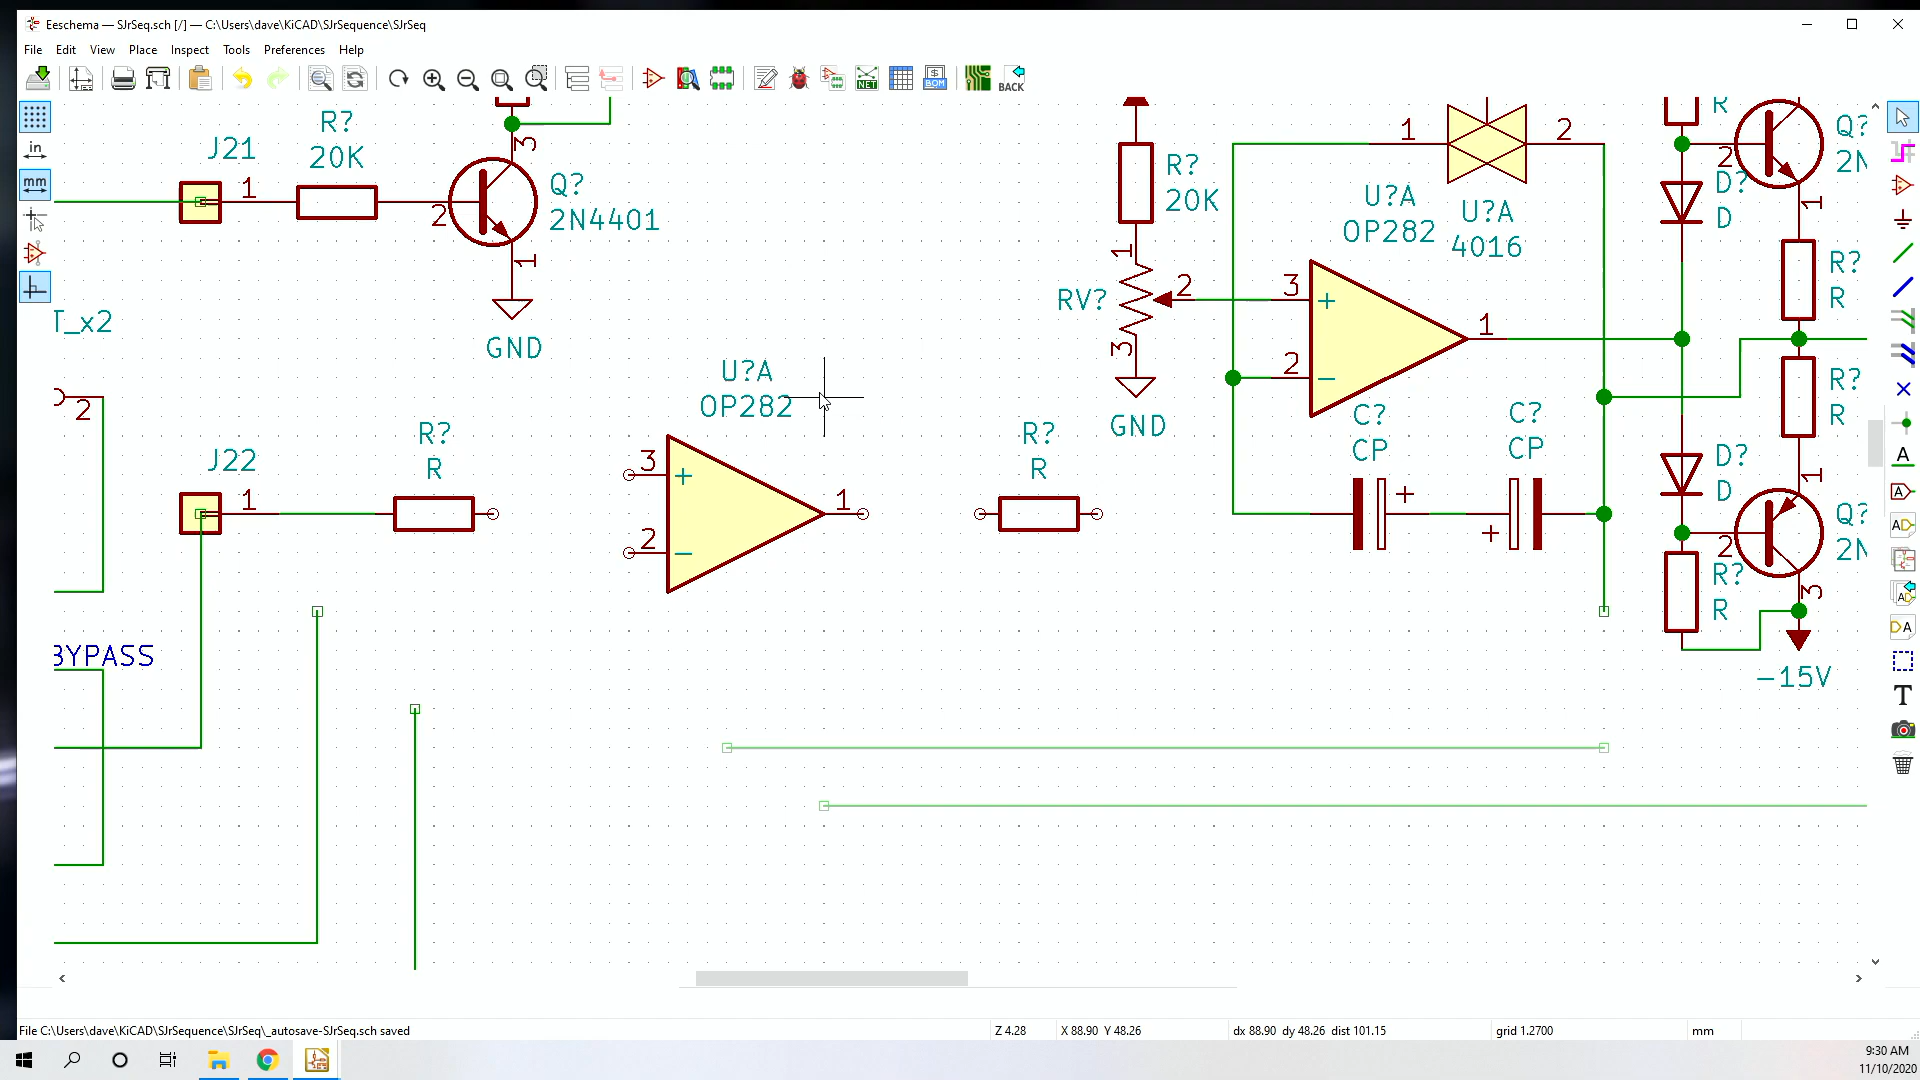 Eeschema — SJrSeq.sch [/] — C:\Users\dave\KiCAD\SJrSequence\SJrSeq
File Edit View Place Inspect Tools Preferences Help
NET
BOM
BACK
in
mm
J21
R?
20K
1
2
3
1
Q?
2N4401
GND
T_x2
2
J22
1
R?
R
BYPASS
U?A
OP282
3
+
2
−
1
R?
R
R?
20K
1
RV?
2
3
GND
1
2
U?A
OP282
U?A
4016
3
+
2
−
1
C?
CP
+
C?
CP
+
R
Q?
2N
2
D?
D
1
R?
R
R?
R
D?
D
1
Q?
2N
2
R?
R
3
−15V
A
A
A
A
A
A
T
File C:\Users\dave\KiCAD\SJrSequence\SJrSeq\_autosave-SJrSeq.sch saved
Z 4.28
X 88.90 Y 48.26
dx 88.90 dy 48.26 dist 101.15
grid 1.2700
mm
9:30 AM
11/10/2020